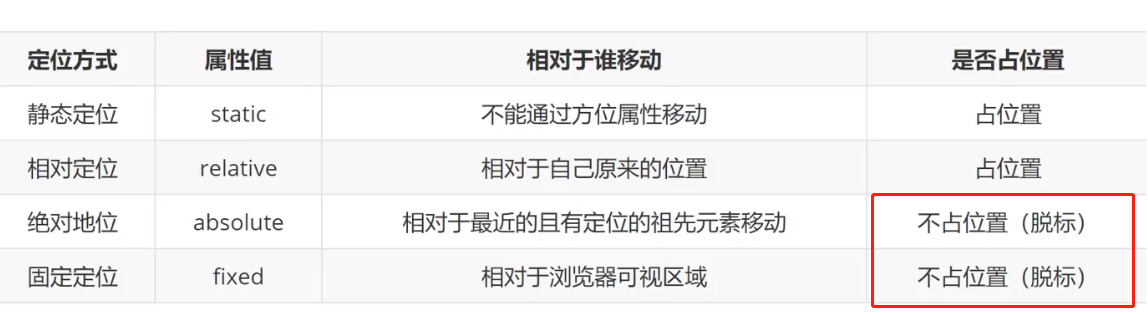 定位方式 属性值 相对于谁移动 是否占位置
静态定位 static 不能通过方位属性移动 占位置
相对定位 relative 相对于自己原来的位置 占位置
绝对地位 absolute 相对于最近的且有定位的祖先元素移动 不占位置（脱标）
固定定位 fixed 相对于浏览器可视区域 不占位置（脱标）